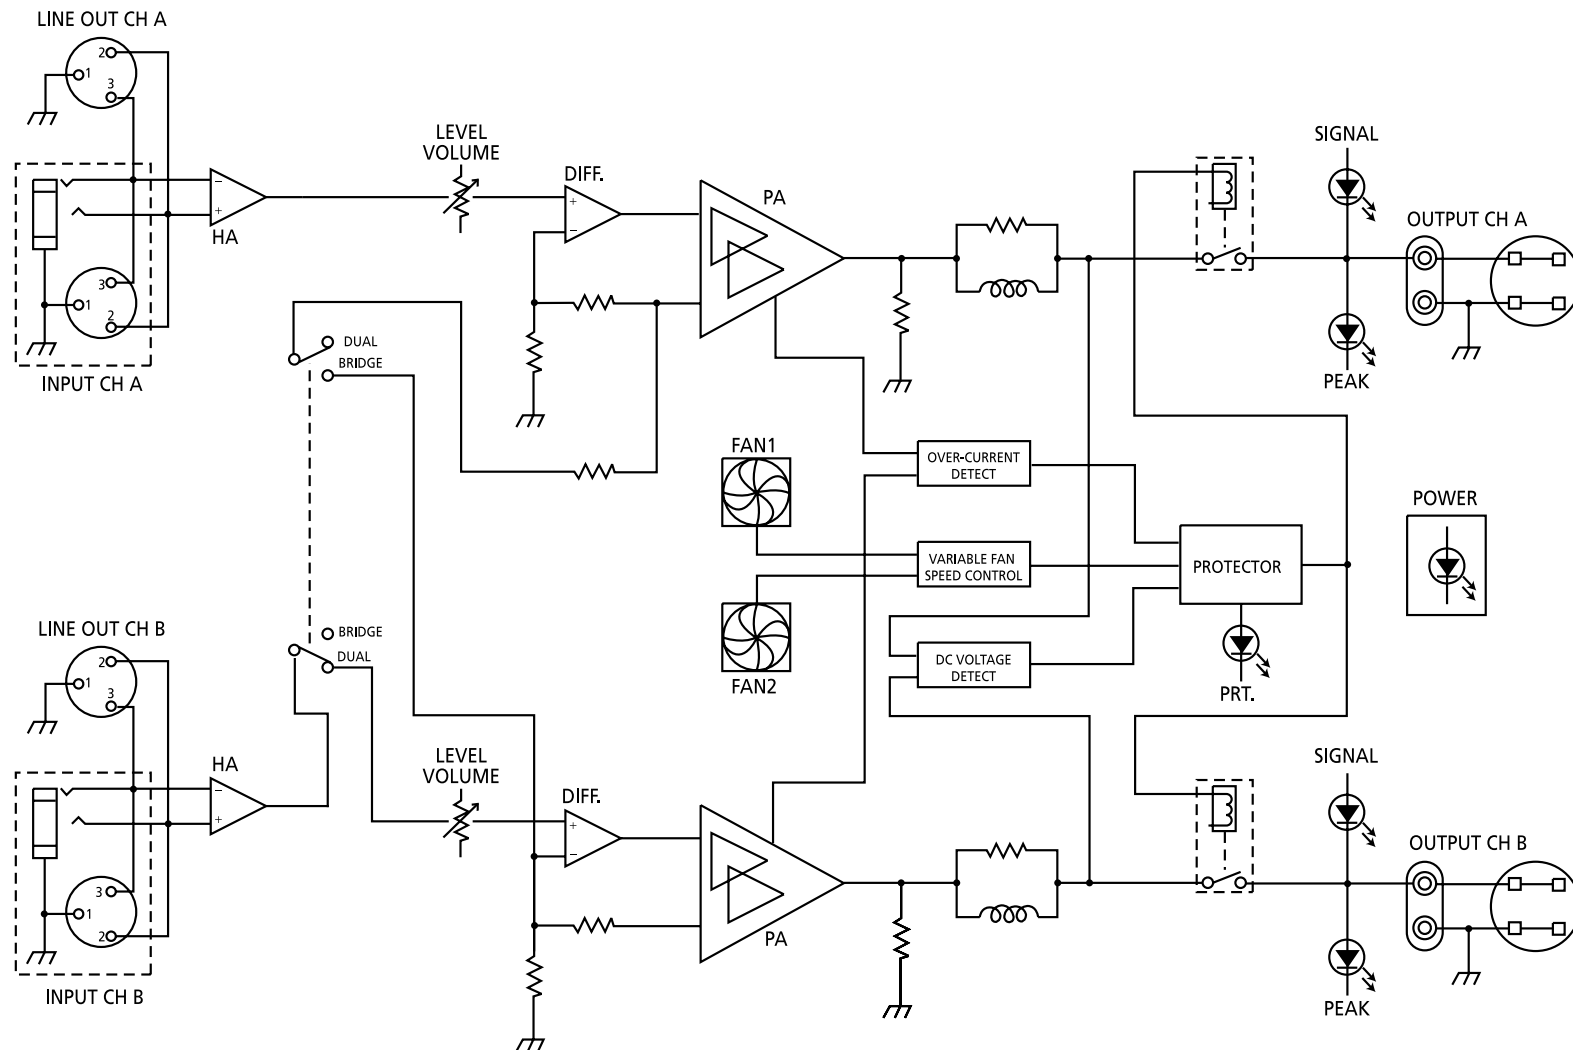 LINE OUT CH A
2
1
3
INPUT CH A
3
1
2
−
+
HA
LEVEL
VOLUME
DIFF.
+
−
PA
SIGNAL
PEAK
OUTPUT CH A
DUAL
BRIDGE
FAN1
OVER-CURRENT
DETECT
VARIABLE FAN
SPEED CONTROL
PROTECTOR
POWER
FAN2
DC VOLTAGE
DETECT
PRT.
BRIDGE
DUAL
LINE OUT CH B
2
1
3
HA
−
+
3
1
2
INPUT CH B
LEVEL
VOLUME
DIFF.
+
−
PA
SIGNAL
PEAK
OUTPUT CH B